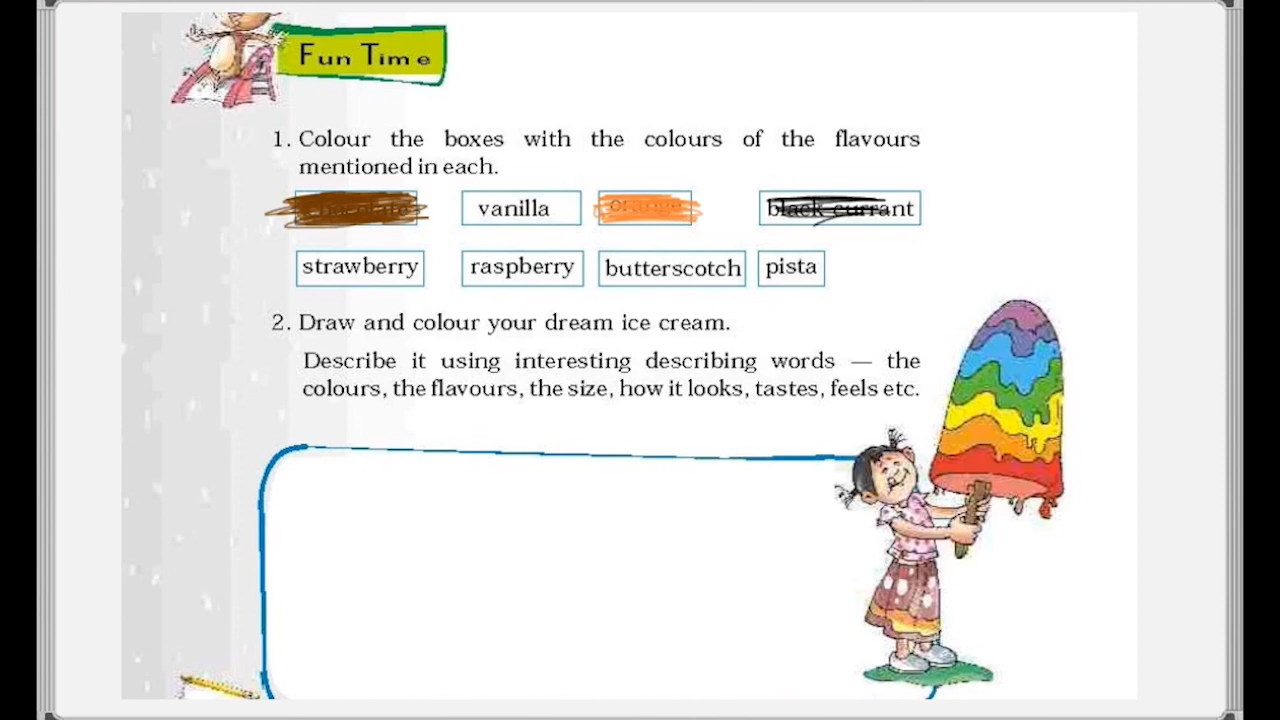 Fun Time
1. Colour the boxes with the colours of the flavours
mentioned in each.
chocolate vanilla orange black currant
strawberry raspberry butterscotch pista
2. Draw and colour your dream ice cream.
Describe it using interesting describing words — the
colours, the flavours, the size, how it looks, tastes, feels etc.